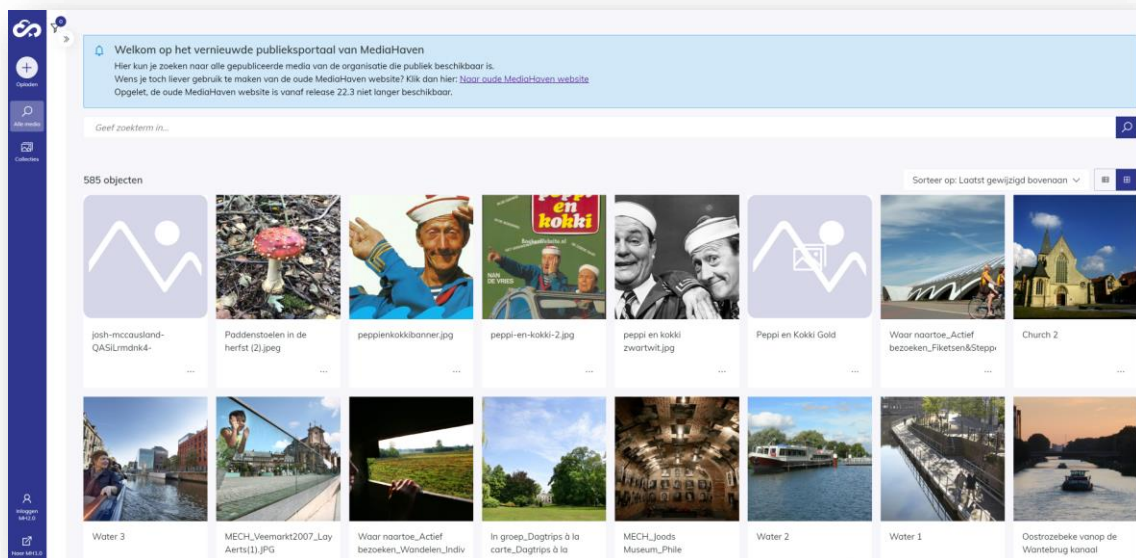 0
Welkom op het vernieuwde publieksportaal van MediaHaven
Hier kun je zoeken naar alle gepubliceerde media van de organisatie die publiek beschikbaar is.
Wens je toch liever gebruik te maken van de oude MediaHaven website? Klik dan hier: Naar oude MediaHaven website
Opgelet, de oude MediaHaven website is vanaf release 22.3 niet langer beschikbaar.
Opladen
Alle media
Collecties
Geef zoekterm in...
585 objecten
Sorteer op: Laatst gewijzigd bovenaan
peppi
en
kokki
NAN
DE VRIES
josh-mccausland-
QASiLrmdnk4-
Paddenstoelen in de
herfst (2).jpeg
peppienkokkibanner.jpg
peppi-en-kokki-2.jpg
peppi en kokki
zwartwit.jpg
Peppi en Kokki Gold
Waar naartoe_Actief
bezoeken_Fiketsen&Steppe
Church 2
... ... ... ... ... ... ... ...
Inloggen
MH2.0
Naar MH1.0
Water 3
MECH_Veemarkt2007_Lay
Aerts(1).JPG
Waar naartoe_Actief
bezoeken_Wandelen_Indiv
In groep_Dagtrips à la
carte_Dagtrips à la
MECH_Joods
Museum_Phile
Water 2
Water 1
Oostrozebeke vanop de
Wantebrug kanaal